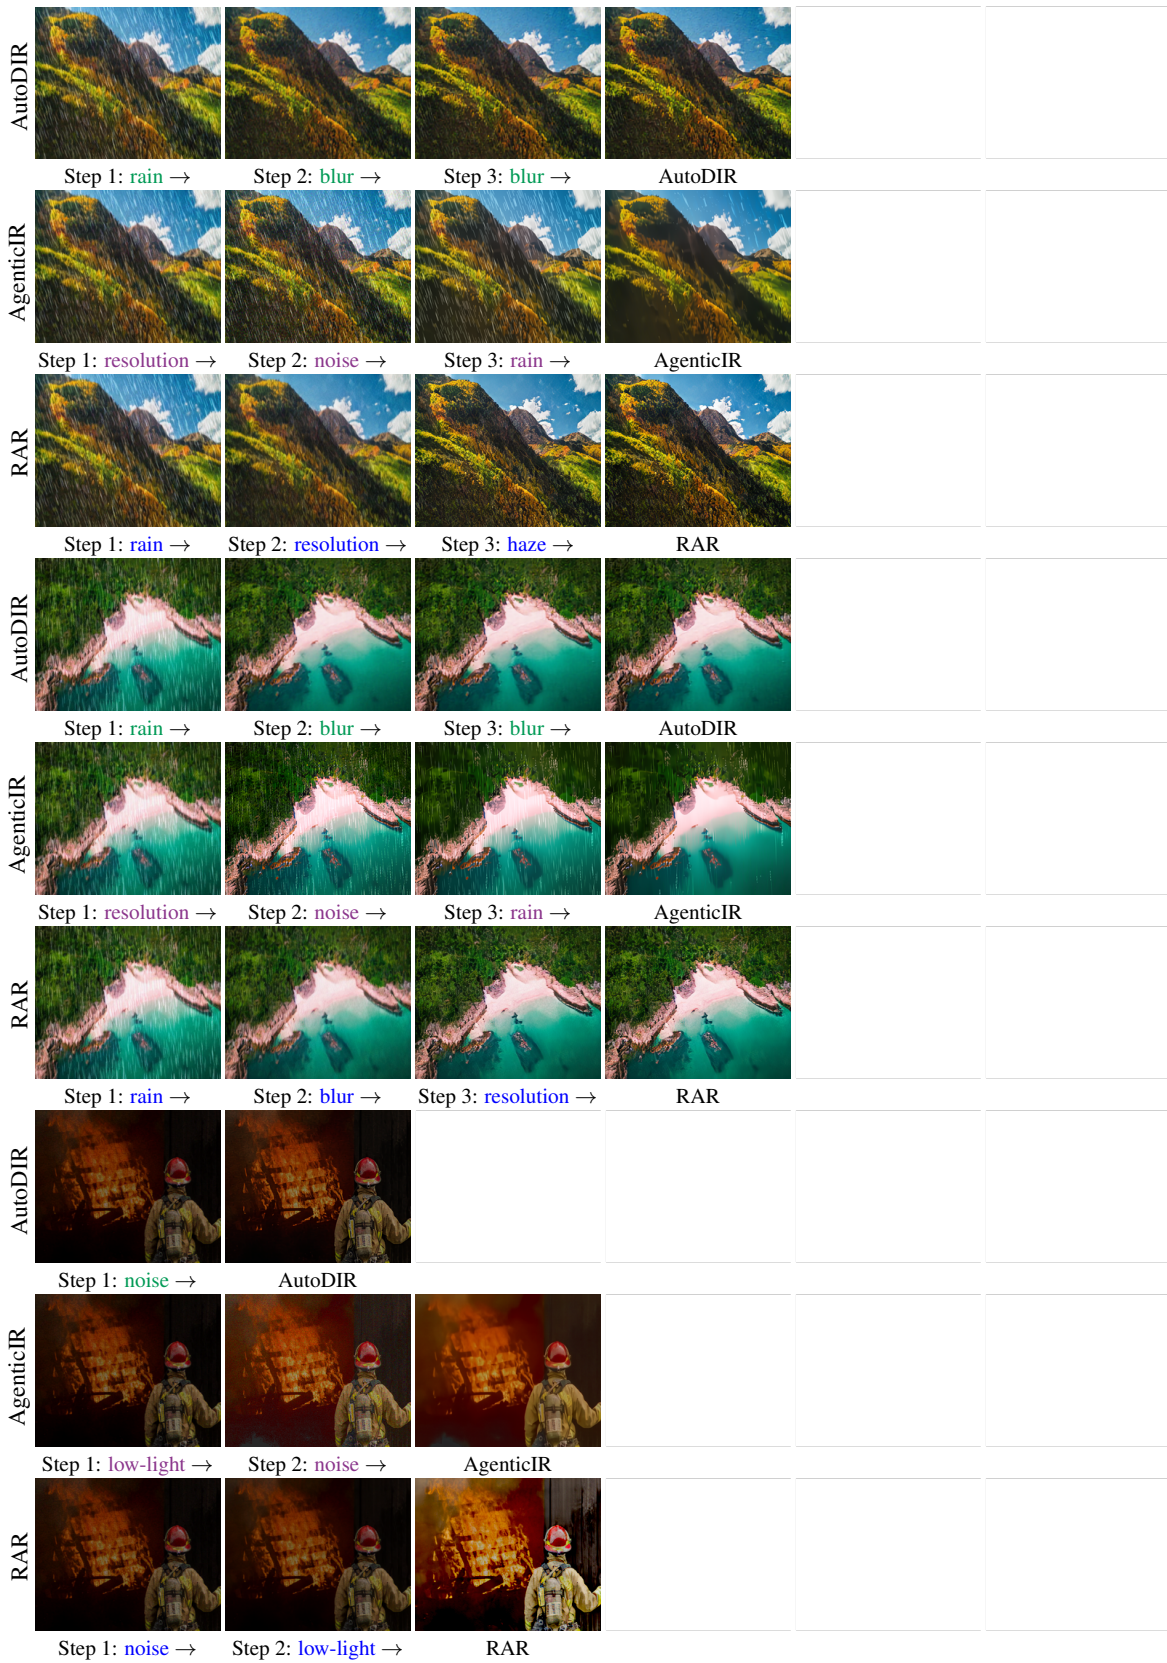 AutoDIR
Step 1: rain → Step 2: blur → Step 3: blur → AutoDIR
AgenticIR
Step 1: resolution → Step 2: noise → Step 3: rain → AgenticIR
RAR
Step 1: rain → Step 2: resolution → Step 3: haze → RAR
AutoDIR
Step 1: rain → Step 2: blur → Step 3: blur → AutoDIR
AgenticIR
Step 1: resolution → Step 2: noise → Step 3: rain → AgenticIR
RAR
Step 1: rain → Step 2: blur → Step 3: resolution → RAR
AutoDIR
Step 1: noise → AutoDIR
AgenticIR
Step 1: low-light → Step 2: noise → AgenticIR
RAR
Step 1: noise → Step 2: low-light → RAR